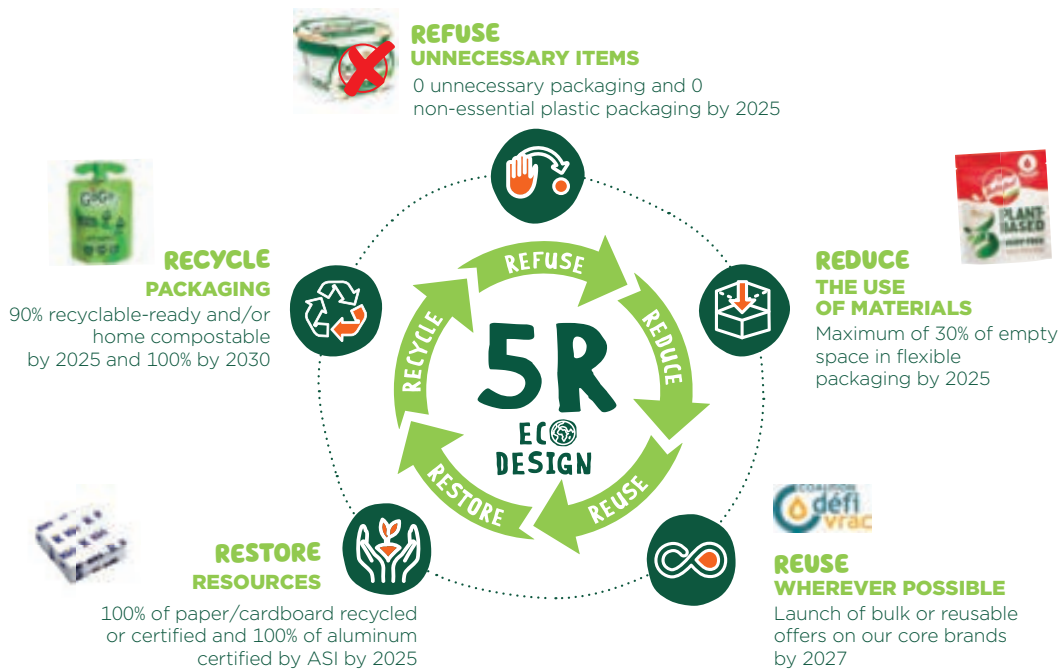 REFUSE
UNNECESSARY ITEMS
0 unnecessary packaging and 0
non-essential plastic packaging by 2025
GoGo
PLANT-
BASED
RECYCLE
PACKAGING
90% recyclable-ready and/or
home compostable
by 2025 and 100% by 2030
REDUCE
THE USE
OF MATERIALS
Maximum of 30% of empty
space in flexible
packaging by 2025
REFUSE
REDUCE
REUSE
RESTORE
RECYCLE
5R
ECO
DESIGN
COALITION
défi
vrac
RESTORE
RESOURCES
100% of paper/cardboard recycled
or certified and 100% of aluminum
certified by ASI by 2025
REUSE
WHEREVER POSSIBLE
Launch of bulk or reusable
offers on our core brands
by 2027